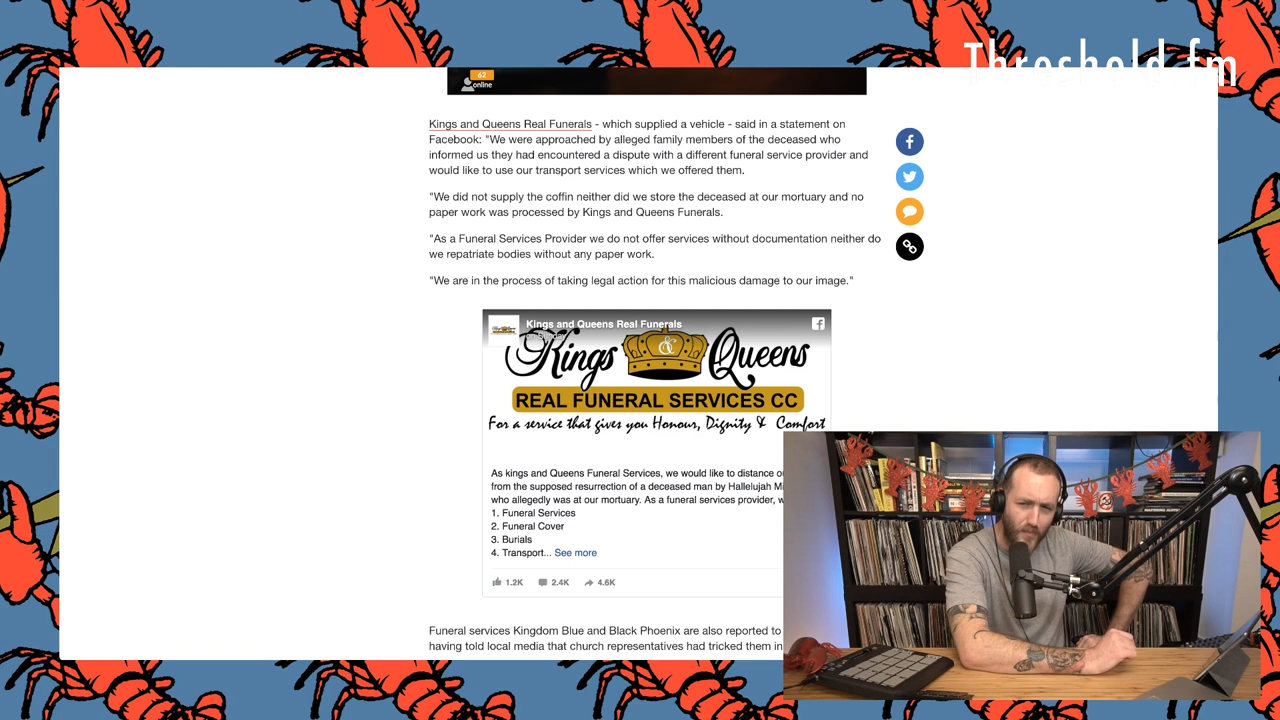 Threshold.fm
62
online
Kings and Queens Real Funerals - which supplied a vehicle - said in a statement on
Facebook: "We were approached by alleged family members of the deceased who
informed us they had encountered a dispute with a different funeral service provider and
would like to use our transport services which we offered them.
"We did not supply the coffin neither did we store the deceased at our mortuary and no
paper work was processed by Kings and Queens Funerals.
"As a Funeral Services Provider we do not offer services without documentation neither do
we repatriate bodies without any paper work.
"We are in the process of taking legal action for this malicious damage to our image."
Kings and Queens Real Funerals
Kings & Queens
REAL FUNERAL SERVICES CC
For a service that gives you Honour, Dignity & Comfort
As kings and Queens Funeral Services, we would like to distance
from the supposed resurrection of a deceased man by Hallelujah
who allegedly was at our mortuary. As a funeral services provider,
1. Funeral Services
2. Funeral Cover
3. Burials
4. Transport... See more
1.2K 2.4K 4.6K
Funeral services Kingdom Blue and Black Phoenix are also reported to
having told local media that church representatives had tricked them